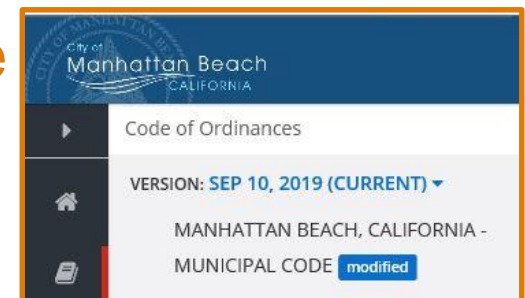 e
City of
Manhattan Beach
CALIFORNIA
Code of Ordinances
VERSION: SEP 10, 2019 (CURRENT)
MANHATTAN BEACH, CALIFORNIA -
MUNICIPAL CODE modified